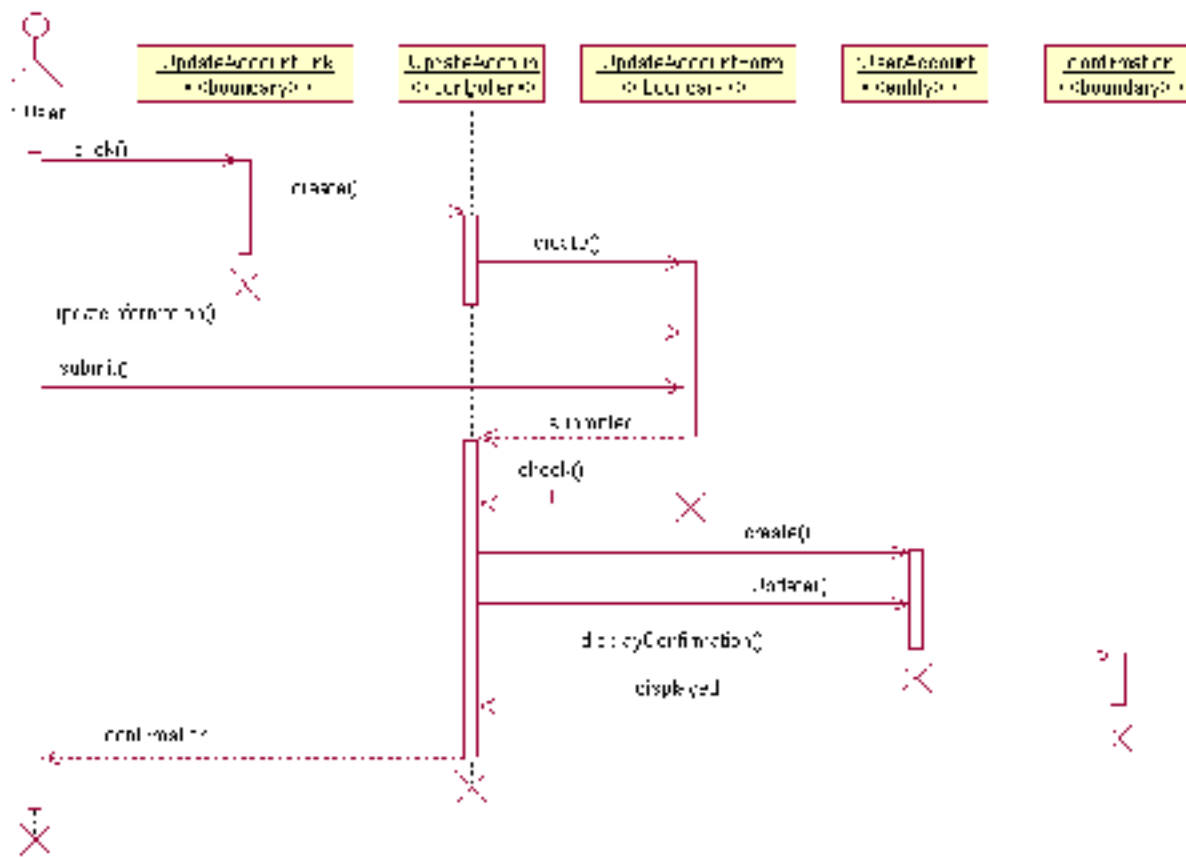 UpdateAccountLink
<<boundary>>
UpdateAccount
<<controller>>
UpdateAccountForm
<<boundary>>
UserAccount
<<entity>>
Confirmation
<<boundary>>
: User
click()
create()
create()
updateInformation()
submit()
submitted
check()
create()
Update()
displayConfirmation()
displayed
confirmation